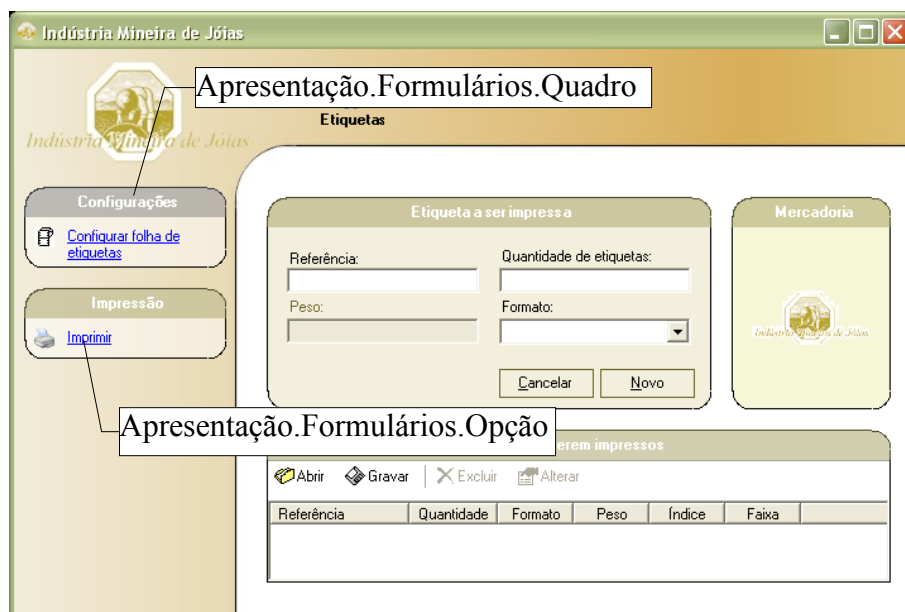 Indústria Mineira de Jóias
Apresentação.Formulários.Quadro
Etiquetas
Indústria Mineira de Jóias
Configurações
Configurar folha de
etiquetas
Impressão
Imprimir
Etiqueta a ser impressa
Referência:
Quantidade de etiquetas:
Peso:
Formato:
Cancelar
Novo
Mercadoria
Indústria Mineira de Jóias
Apresentação.Formulários.Opção
serem impressos
Abrir Gravar Excluir Alterar
Referência Quantidade Formato Peso Índice Faixa